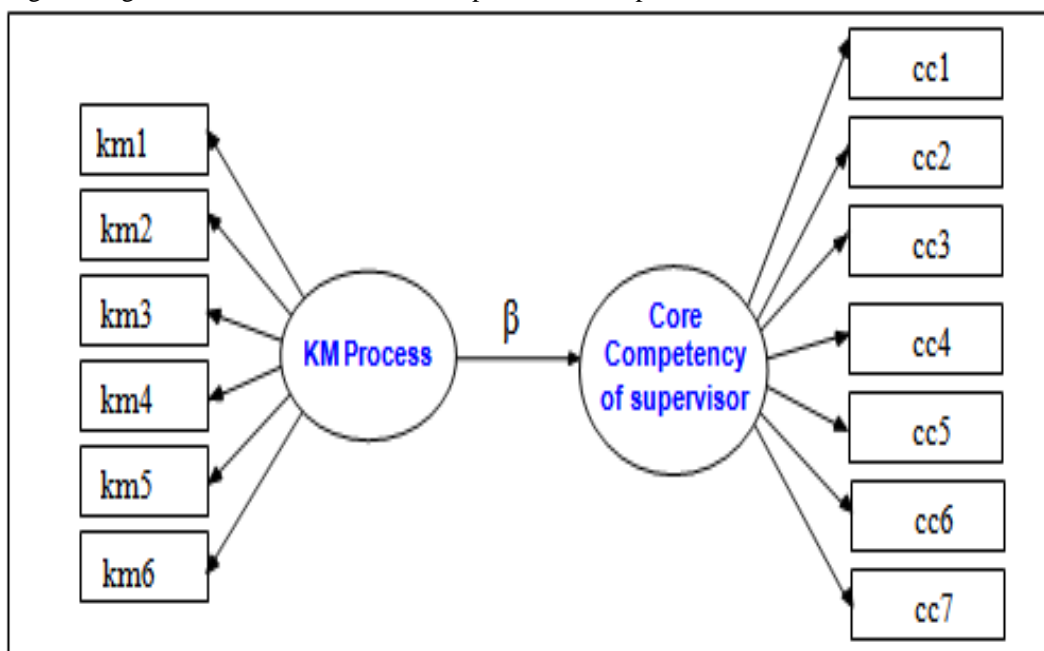 km1
km2
km3
km4
km5
km6
KM Process
β
Core
Competency
of supervisor
cc1
cc2
cc3
cc4
cc5
cc6
cc7